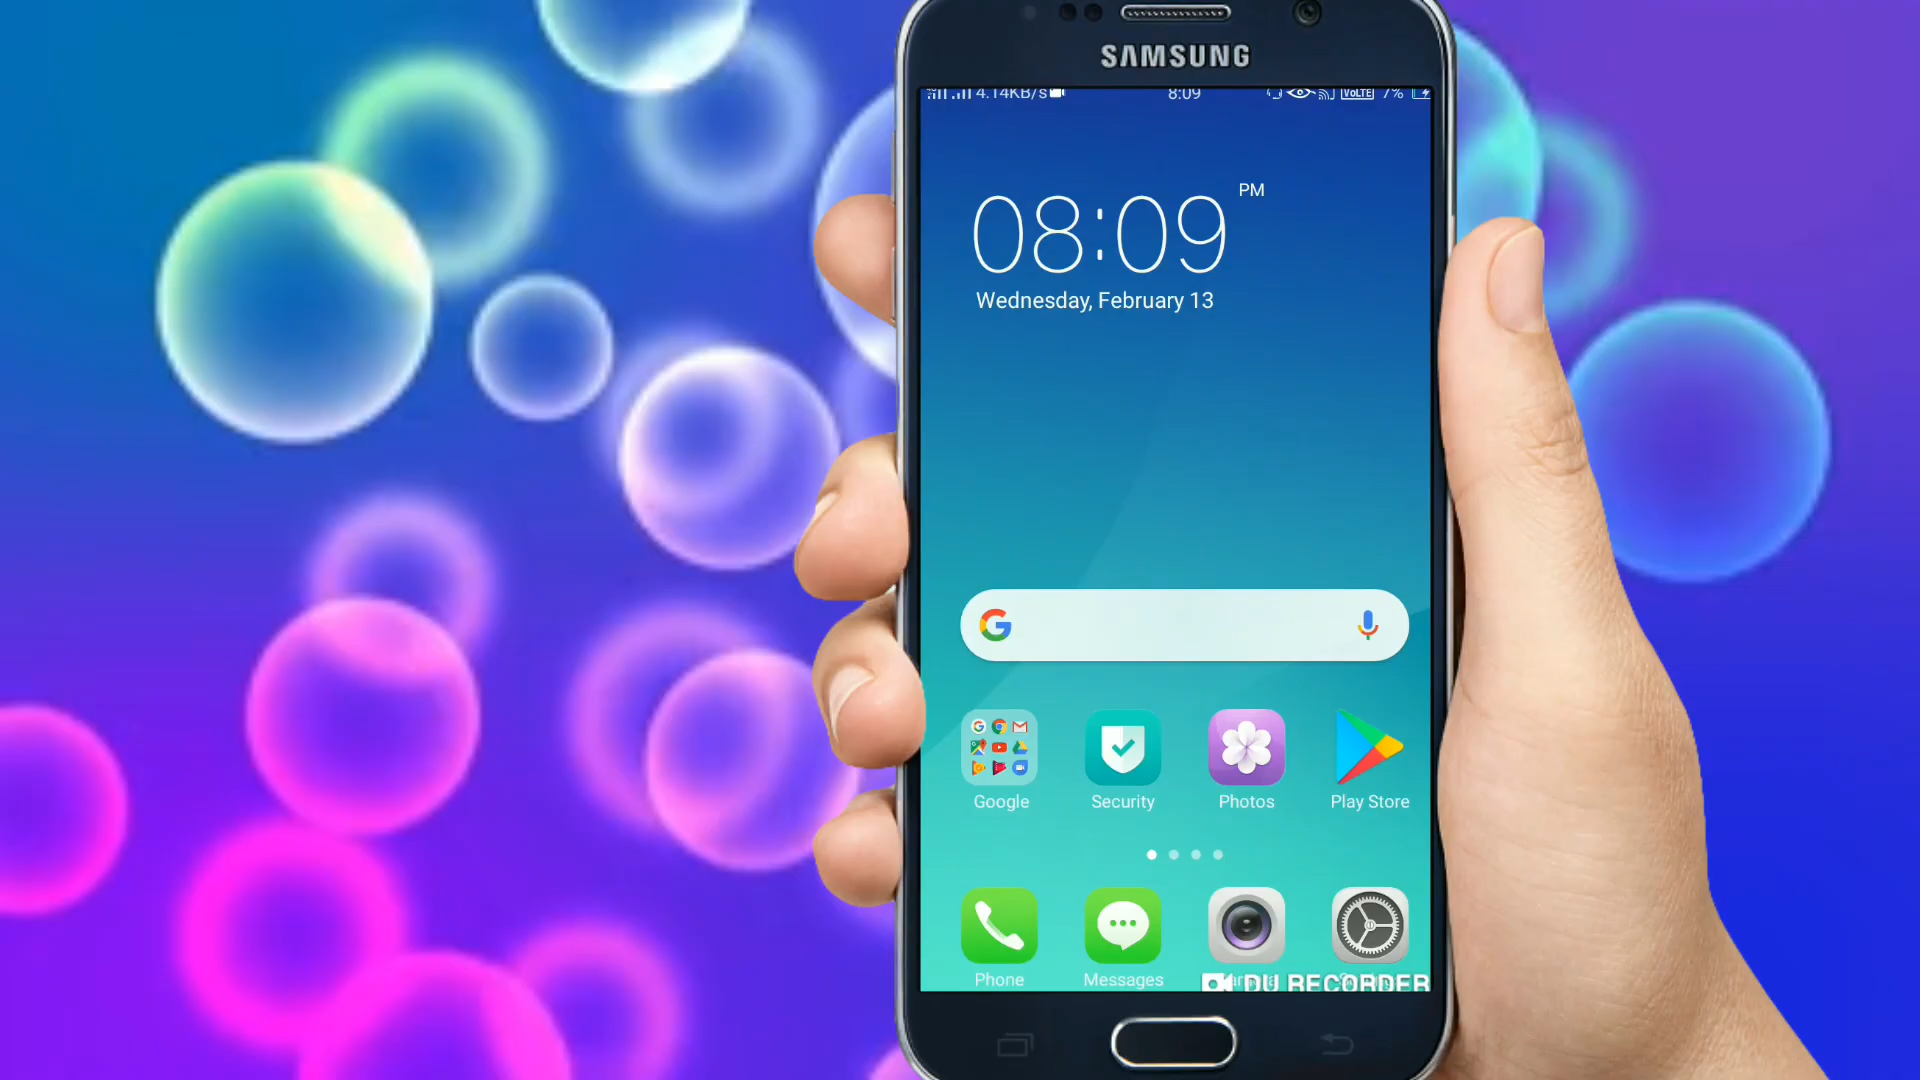 SAMSUNG
4.14KB/s 8:09 VoLTE 7%
08:09 PM
Wednesday, February 13
Google Security Photos Play Store
Phone Messages
DU RECORDER